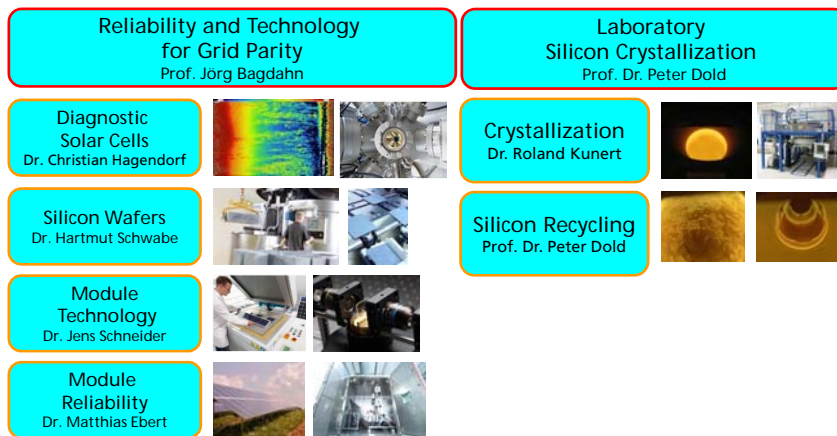 Reliability and Technology
for Grid Parity
Prof. Jörg Bagdahn
Diagnostic
Solar Cells
Dr. Christian Hagendorf
Silicon Wafers
Dr. Hartmut Schwabe
Module
Technology
Dr. Jens Schneider
Module
Reliability
Dr. Matthias Ebert
Laboratory
Silicon Crystallization
Prof. Dr. Peter Dold
Crystallization
Dr. Roland Kunert
Silicon Recycling
Prof. Dr. Peter Dold